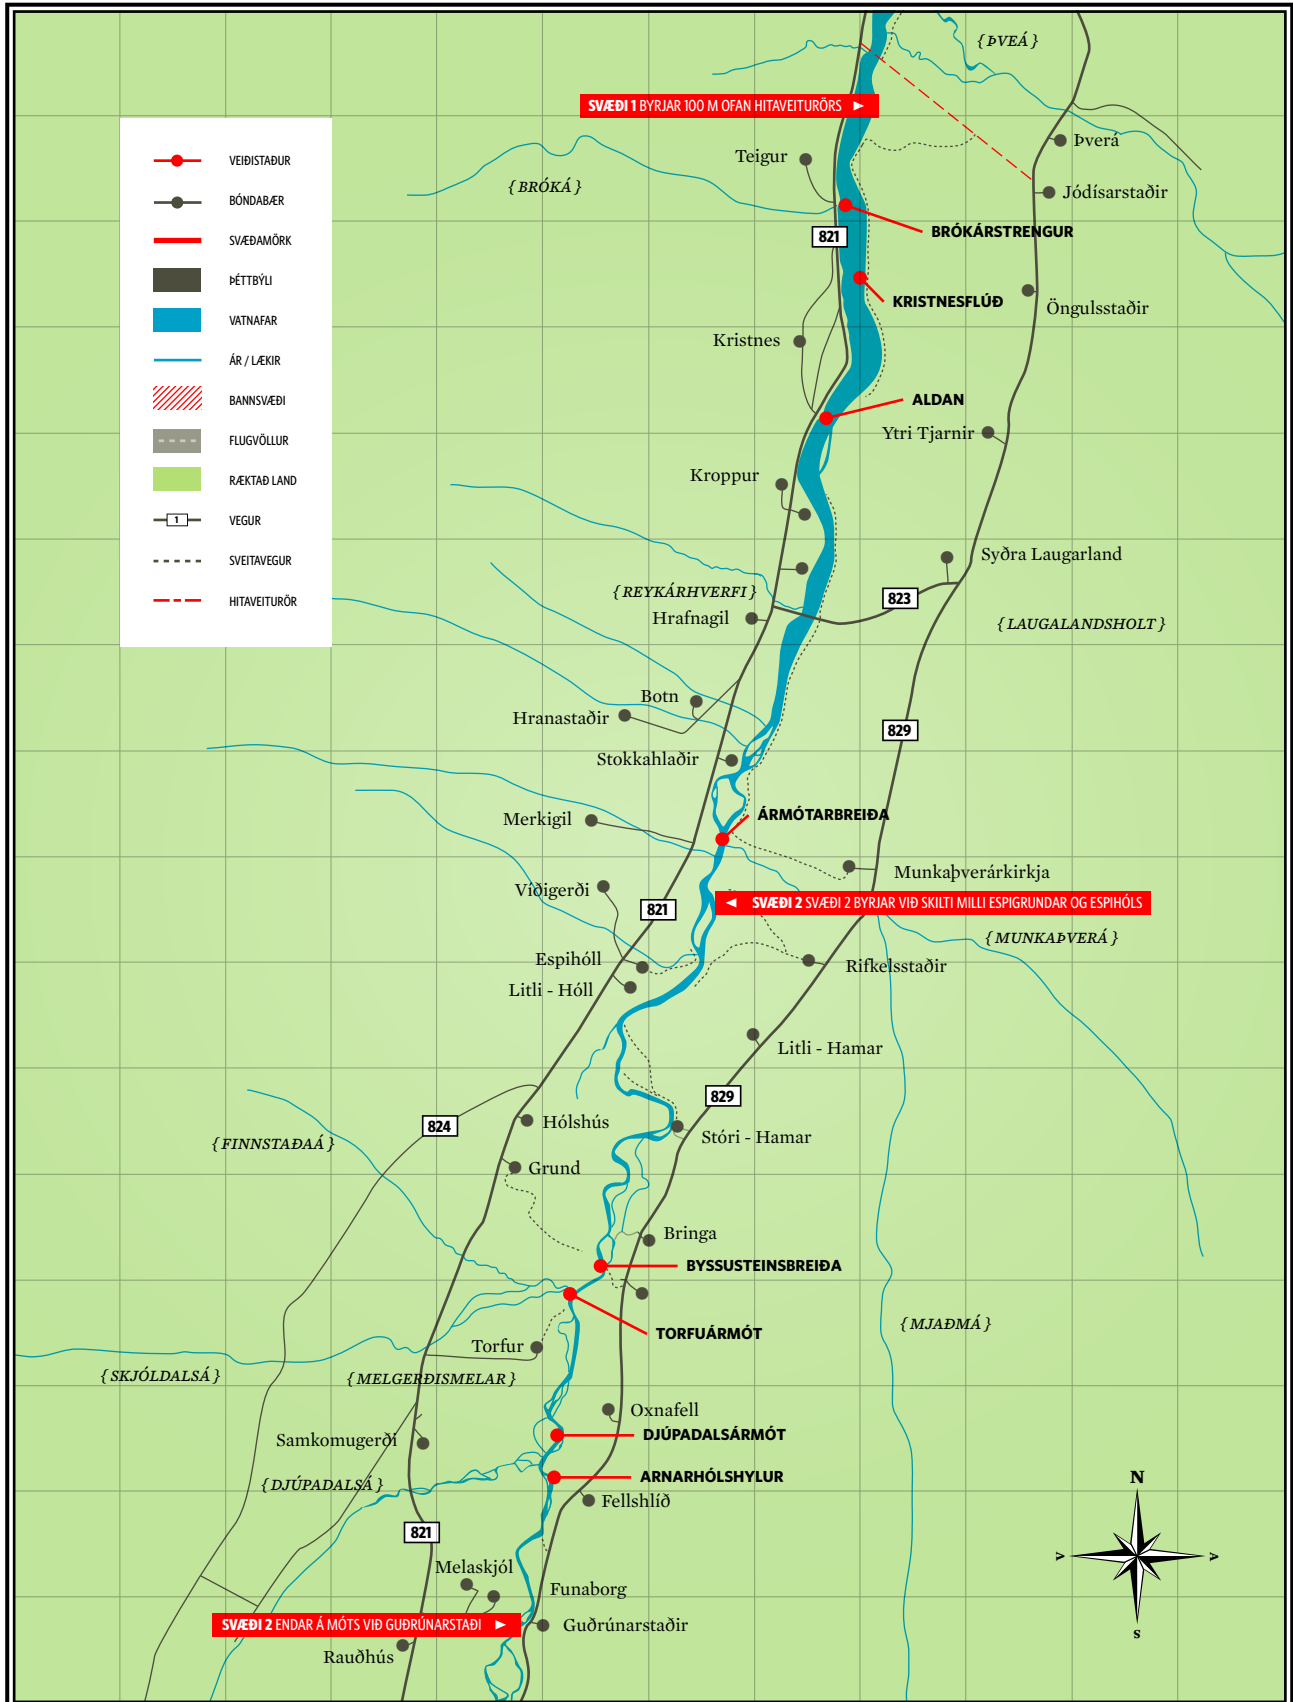 { ÞVEÁ }
SVÆÐI 1 BYRJAR 100 M OFAN HITAVEITURÖRS
Þverá
Teigur
{ BRÓKÁ }
Jódísarstaðir
BRÓKÁRSTRENGUR
821
KRISTNESFLÚÐ
Öngulsstaðir
Kristnes
ALDAN
Ytri Tjarnir
Kroppur
Syðra Laugarland
{ REYKÁRHVERFI }
823
Hrafnagil
{ LAUGALANDSHOLT }
Botn
Hranastaðir
829
Stokkahlaðir
ÁRMÓTARBREIÐA
Merkigil
Munkaþverárkirkja
Víðigerði
SVÆÐI 2 SVÆÐI 2 BYRJAR VIÐ SKILTI MILLI ESPIGRUNDAR OG ESPIHÓLS
821
{ MUNKAÞVERÁ }
Espihóll
Rifkelsstaðir
Litli - Hóll
Litli - Hamar
829
Hólshús
824
Stóri - Hamar
{ FINNSTAÐAÁ }
Grund
Bringa
BYSSUSTEINSBREIÐA
{ MJAÐMÁ }
TORFUÁRMÓT
Torfur
{ SKJÓLDALSÁ }
{ MELGERÐISMELAR }
Oxnafell
DJÚPADALSÁRMÓT
Samkomugerði
ARNARHÓLSHYLUR
{ DJÚPADALSÁ }
Fellshlíð
821
Melaskjól
Funaborg
SVÆÐI 2 ENDAR Á MÓTS VIÐ GUÐRÚNARSTAÐI
Guðrúnarstaðir
Rauðhús
VEIÐISTAÐUR
BÓNDABÆR
SVÆÐAMÖRK
ÞÉTTBÝLI
VATNAFAR
ÁR / LÆKIR
BANNSVÆÐI
FLUGVÖLLUR
RÆKTAÐ LAND
1 VEGUR
SVEITAVEGUR
HITAVEITURÖR
N
V
A
S